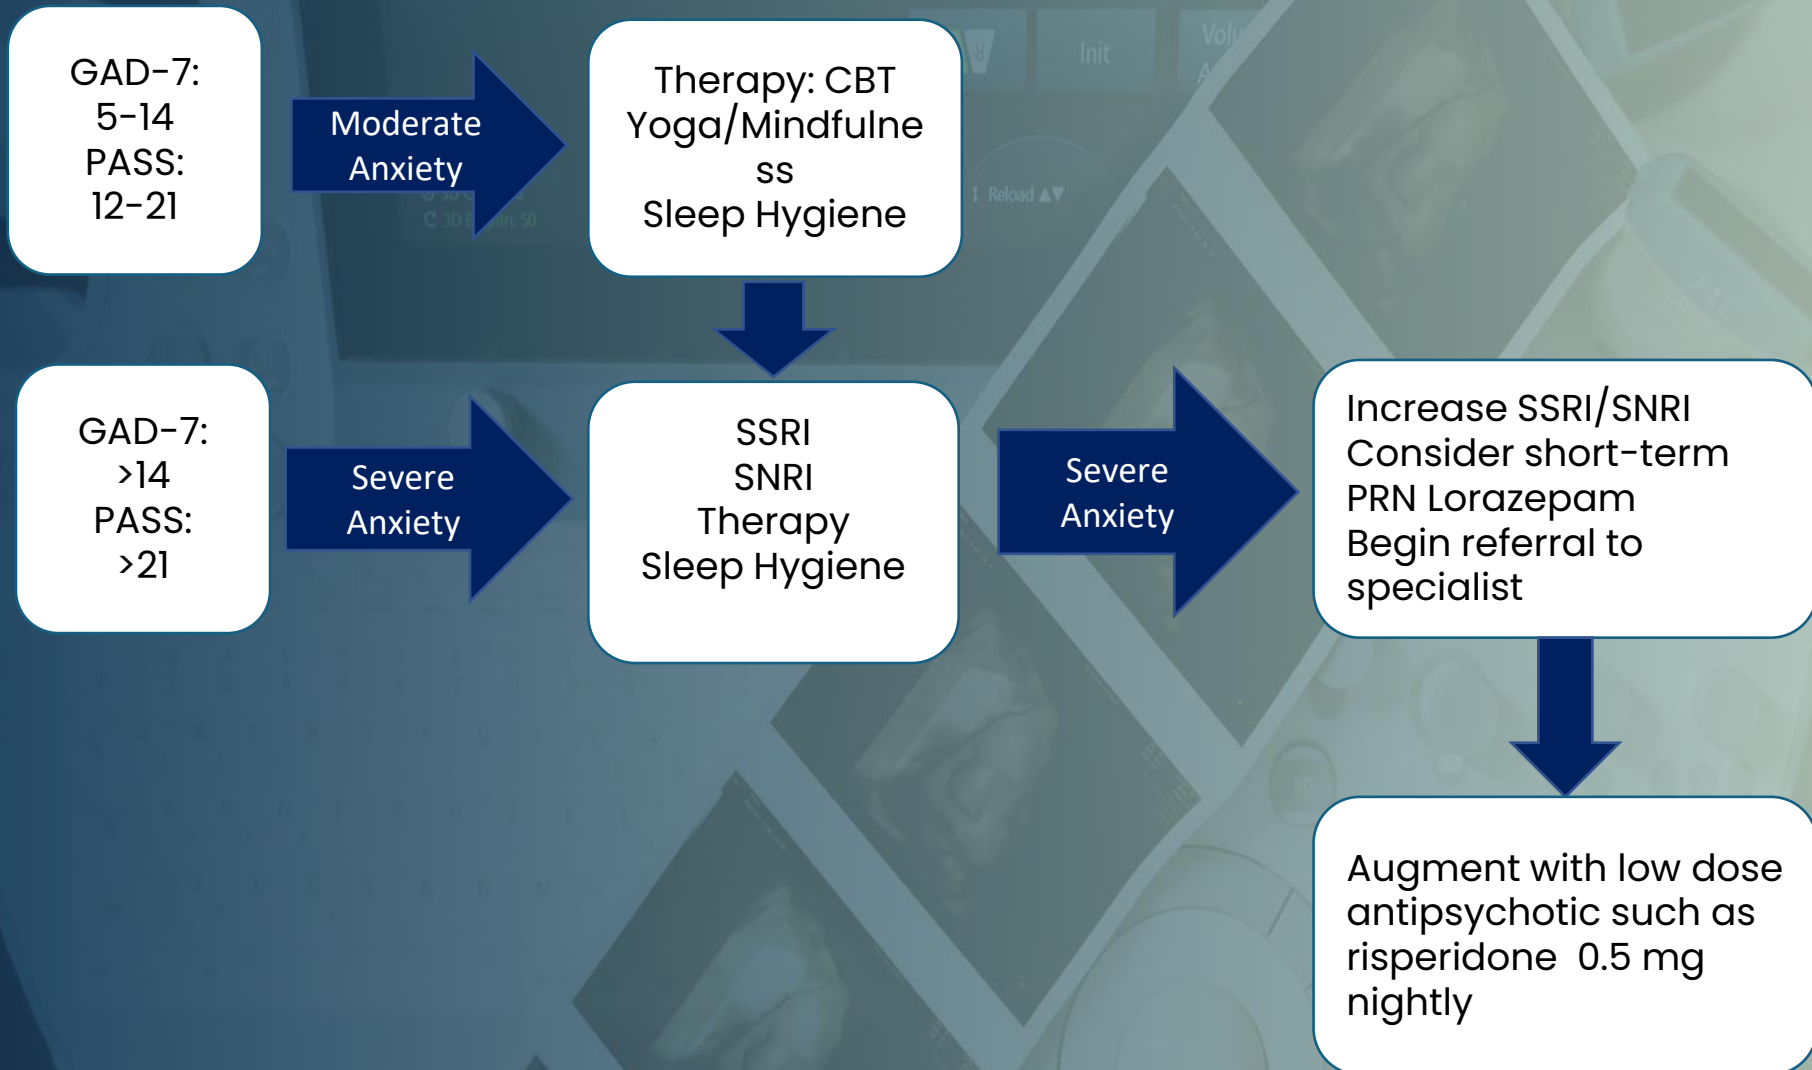 GAD-7:
5-14
PASS:
12-21
Moderate
Anxiety
Therapy: CBT
Yoga/Mindfulne
ss
Sleep Hygiene
Init
Reload ▲▼
GAD-7:
>14
PASS:
>21
Severe
Anxiety
SSRI
SNRI
Therapy
Sleep Hygiene
Severe
Anxiety
Increase SSRI/SNRI
Consider short-term
PRN Lorazepam
Begin referral to
specialist
Augment with low dose
antipsychotic such as
risperidone 0.5 mg
nightly